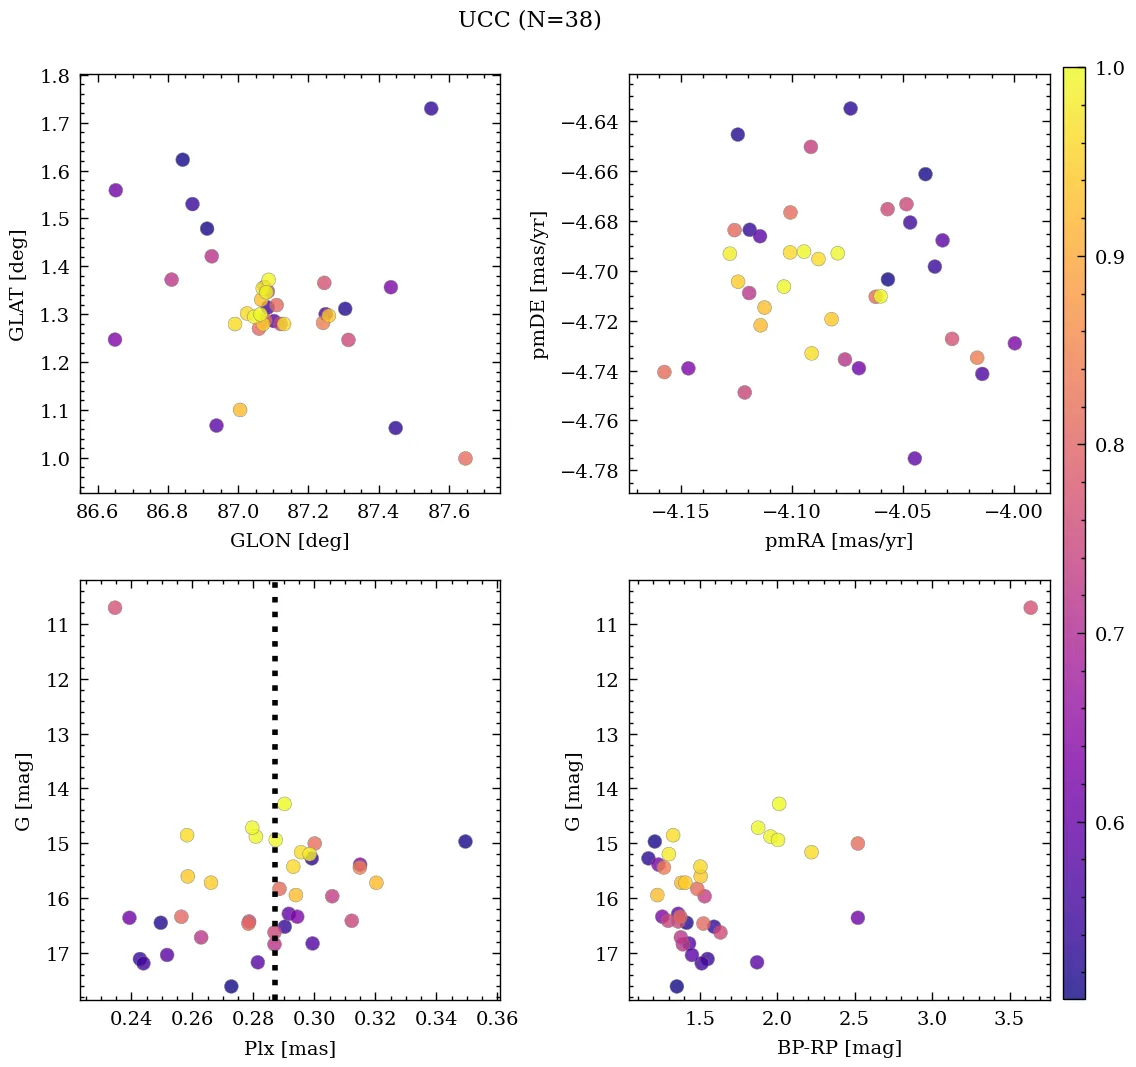 UCC (N=38)
1.8
1.7
1.6
1.5
1.4
1.3
1.2
1.1
1.0
GLAT [deg]
86.6 86.8 87.0 87.2 87.4 87.6
GLON [deg]
−4.64
−4.66
−4.68
−4.70
−4.72
−4.74
−4.76
−4.78
pmDE [mas/yr]
−4.15 −4.10 −4.05 −4.00
pmRA [mas/yr]
11
12
13
14
15
16
17
G [mag]
0.24 0.26 0.28 0.30 0.32 0.34 0.36
Plx [mas]
11
12
13
14
15
16
17
G [mag]
1.5 2.0 2.5 3.0 3.5
BP-RP [mag]
1.0
0.9
0.8
0.7
0.6